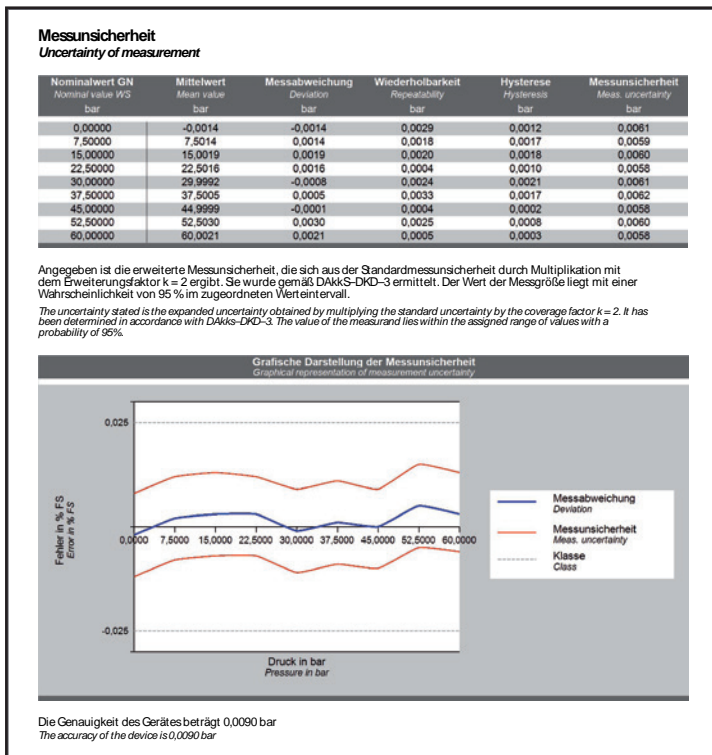 Messunsicherheit
Uncertainty of measurement
Nominalwert GN Mittelwert Messabweichung Wiederholbarkeit Hysterese Messunsicherheit
Nominal value WS Mean value Deviation Repeatability Hysteresis Meas. uncertainty
bar bar bar bar bar bar
0,00000 -0,0014 -0,0014 0,0029 0,0012 0,0061
7,50000 7,5014 0,0014 0,0018 0,0017 0,0059
15,00000 15,0019 0,0019 0,0020 0,0018 0,0060
22,50000 22,5016 0,0016 0,0004 0,0010 0,0058
30,00000 29,9992 -0,0008 0,0024 0,0021 0,0061
37,50000 37,5005 0,0005 0,0033 0,0017 0,0062
45,00000 44,9999 -0,0001 0,0004 0,0002 0,0058
52,50000 52,5030 0,0030 0,0025 0,0008 0,0060
60,00000 60,0021 0,0021 0,0005 0,0003 0,0058
Angegeben ist die erweiterte Messunsicherheit, die sich aus der Standardmessunsicherheit durch Multiplikation mit
dem Erweiterungsfaktor k = 2 ergibt. Sie wurde gemäß DAkkS-DKD-3 ermittelt. Der Wert der Messgröße liegt mit einer
Wahrscheinlichkeit von 95 % im zugeordneten Werteintervall.
The uncertainty stated is the expanded uncertainty obtained by multiplying the standard uncertainty by the coverage factor k = 2. It has
been determined in accordance with DAkks-DKD-3. The value of the measurand lies within the assigned range of values with a
probability of 95%.
Grafische Darstellung der Messunsicherheit
Graphical representation of measurement uncertainty
Fehler in % FS
Error in % FS
0,025
0,0000 7,5000 15,0000 22,5000 30,0000 37,5000 45,0000 52,5000 60,0000
-0,025
Druck in bar
Pressure in bar
Messabweichung
Deviation
Messunsicherheit
Meas. uncertainty
Klasse
Class
Die Genauigkeit des Gerätes beträgt 0,0090 bar
The accuracy of the device is 0,0090 bar